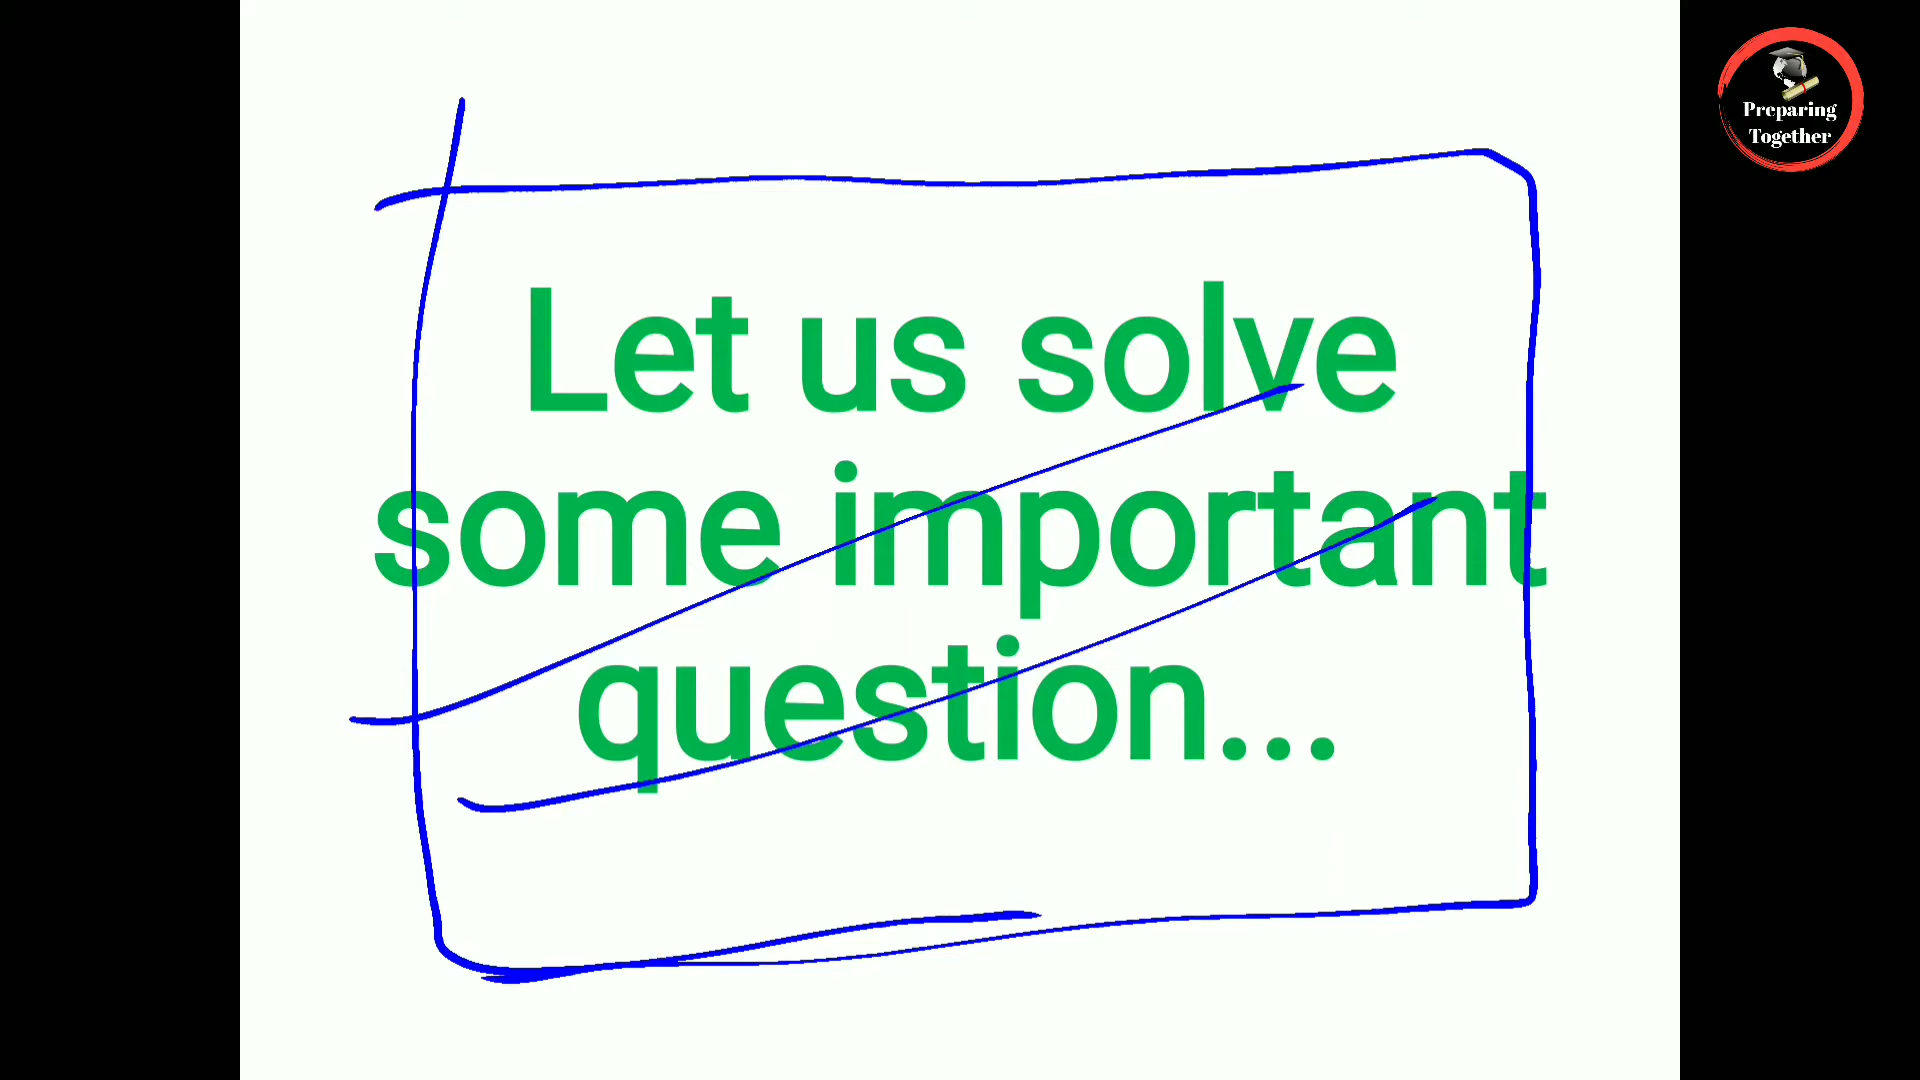 Let us solve
some important
question...
Preparing
Together